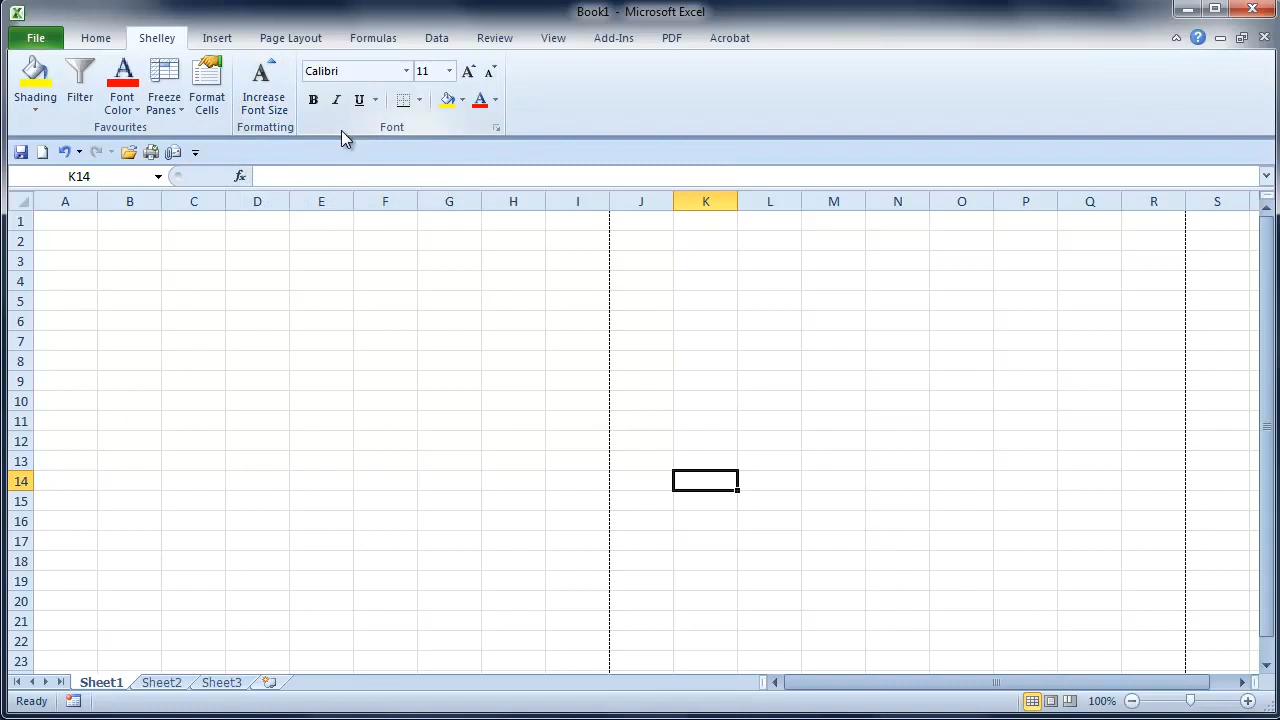 Book1 - Microsoft Excel
File Home Shelley Insert Page Layout Formulas Data Review View Add-Ins PDF Acrobat
Calibri 11
Shading Filter Font Color Freeze Panes Format Cells Increase Font Size
B I U A
Favourites Formatting Font
K14 fx
A B C D E F G H I J K L M N O P Q R S
1
2
3
4
5
6
7
8
9
10
11
12
13
14
15
16
17
18
19
20
21
22
23
Sheet1 Sheet2 Sheet3
Ready 100%